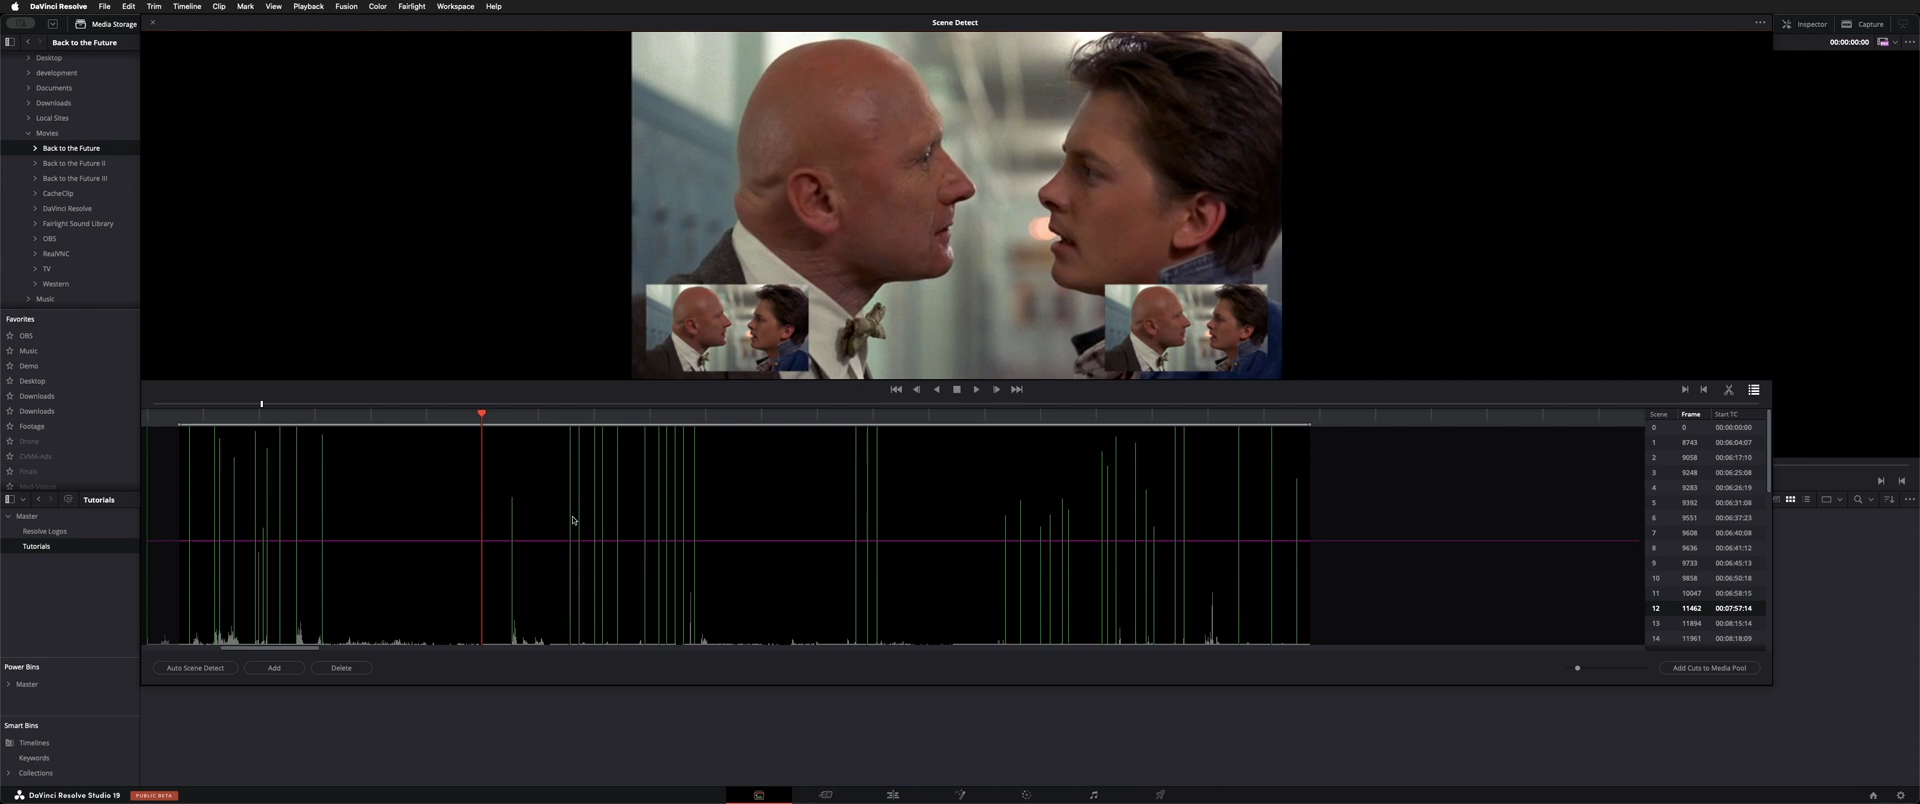 DaVinci Resolve File Edit Trim Timeline Clip Mark View Playback Fusion Color Fairlight Workspace Help
Media Storage
Scene Detect
Inspector Capture
Back to the Future
00:00:00:00
Desktop
development
Documents
Downloads
Local Sites
Movies
Back to the Future
Back to the Future II
Back to the Future III
CacheClip
DaVinci Resolve
Fairlight Sound Library
OBS
RealVNC
TV
Western
Music
Favorites
OBS
Music
Demo
Desktop
Downloads
Downloads
Footage
Drone
CVMA-Ads
Finals
Med-Videos
Tutorials
Master
Resolve Logos
Tutorials
Power Bins
Master
Smart Bins
Timelines
Keywords
Collections
Scene Frame Start TC
0 0 00:00:00:00
1 8743 00:06:04:07
2 9058 00:06:17:10
3 9248 00:06:25:08
4 9283 00:06:26:19
5 9392 00:06:31:08
6 9551 00:06:37:23
7 9608 00:06:40:08
8 9636 00:06:41:12
9 9733 00:06:45:13
10 9858 00:06:50:18
11 10047 00:06:58:15
12 11462 00:07:57:14
13 11894 00:08:15:14
14 11961 00:08:18:09
Auto Scene Detect Add Delete Add Cuts to Media Pool
DaVinci Resolve Studio 19 PUBLIC BETA